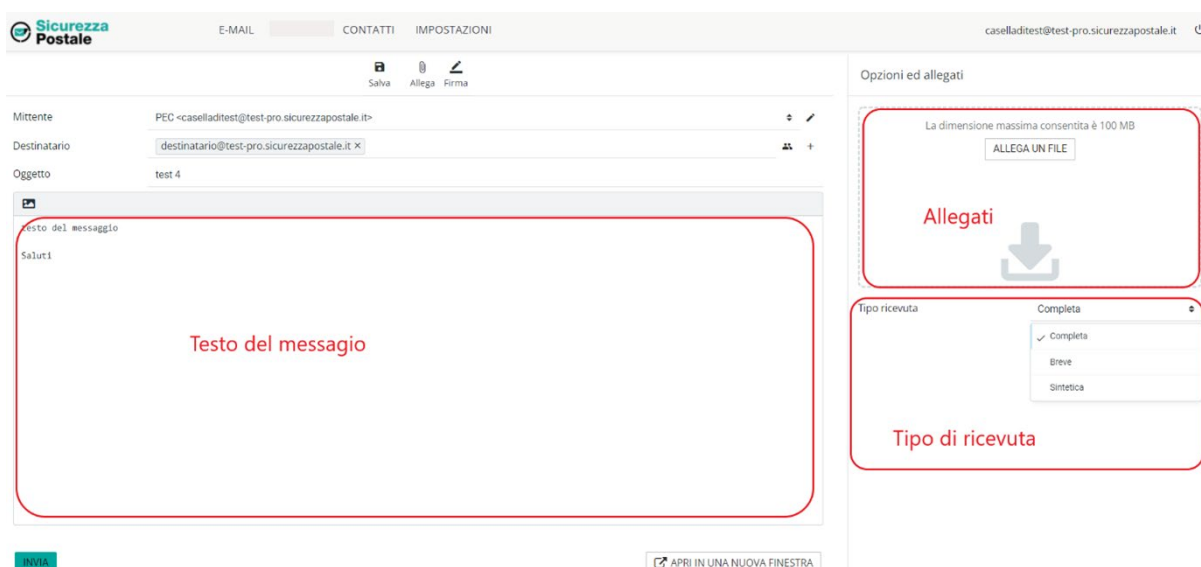 Sicurezza
Postale
E-MAIL CONTATTI IMPOSTAZIONI caselladitest@test-pro.sicurezzapostale.it
Salva Allega Firma
Opzioni ed allegati
Mittente PEC <caselladitest@test-pro.sicurezzapostale.it>
Destinatario destinatario@test-pro.sicurezzapostale.it ×
Oggetto test 4
testo del messaggio
Saluti
Testo del messagio
La dimensione massima consentita è 100 MB
ALLEGA UN FILE
Allegati
Tipo ricevuta Completa
Completa
Breve
Sintetica
Tipo di ricevuta
INVIA APRI IN UNA NUOVA FINESTRA